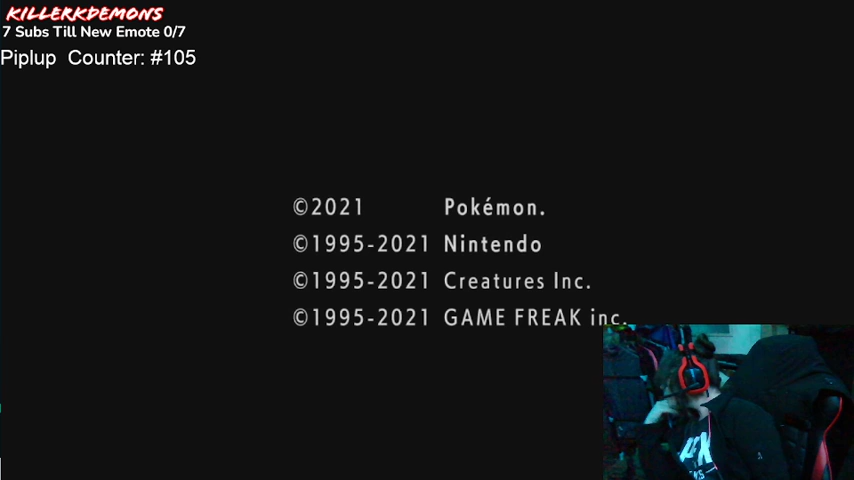 KILLERKDEMONS
7 Subs Till New Emote 0/7
Piplup Counter: #105
©2021 Pokémon.
©1995-2021 Nintendo
©1995-2021 Creatures Inc.
©1995-2021 GAME FREAK inc.